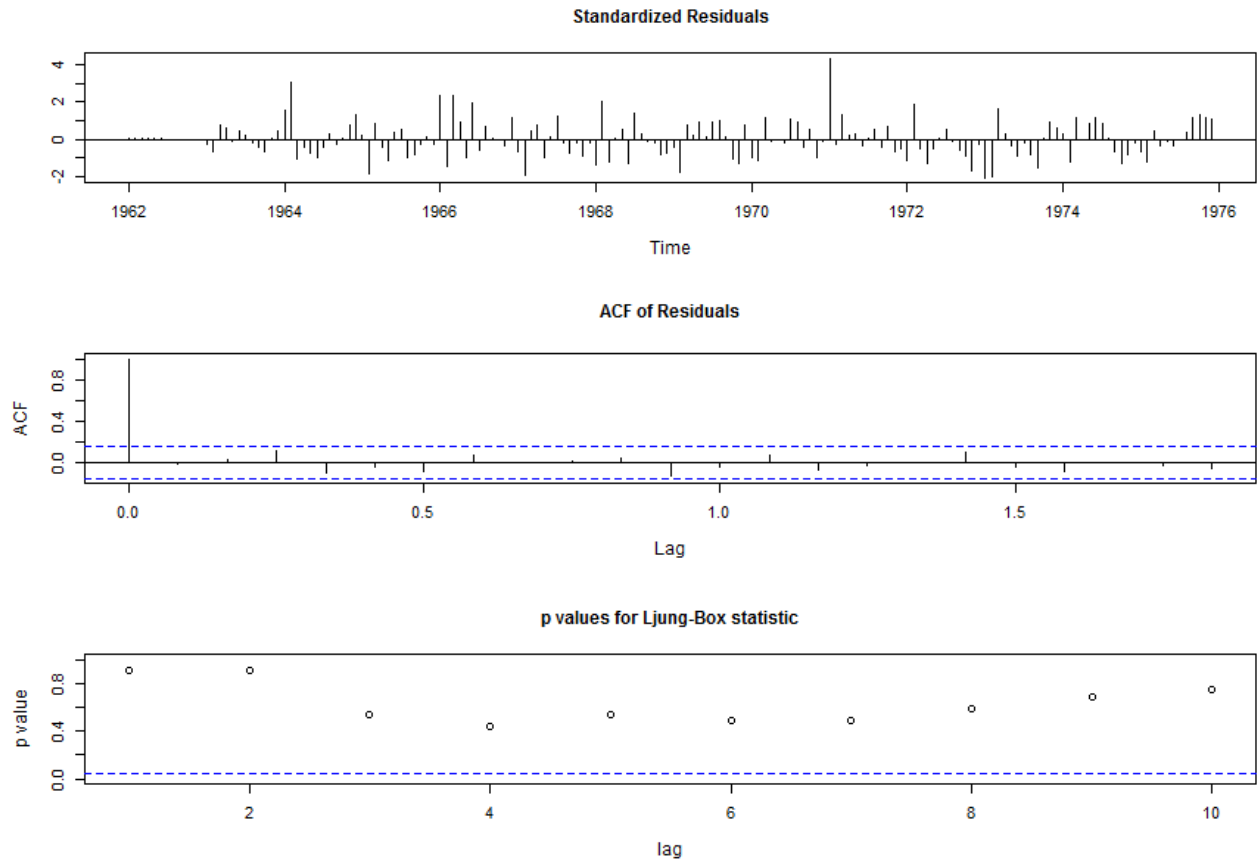 Standardized Residuals
4
2
0
-2
1962 1964 1966 1968 1970 1972 1974 1976
Time
ACF of Residuals
ACF
0.8
0.4
0.0
0.0 0.5 1.0 1.5
Lag
p values for Ljung-Box statistic
p value
0.8
0.4
0.0
2 4 6 8 10
lag